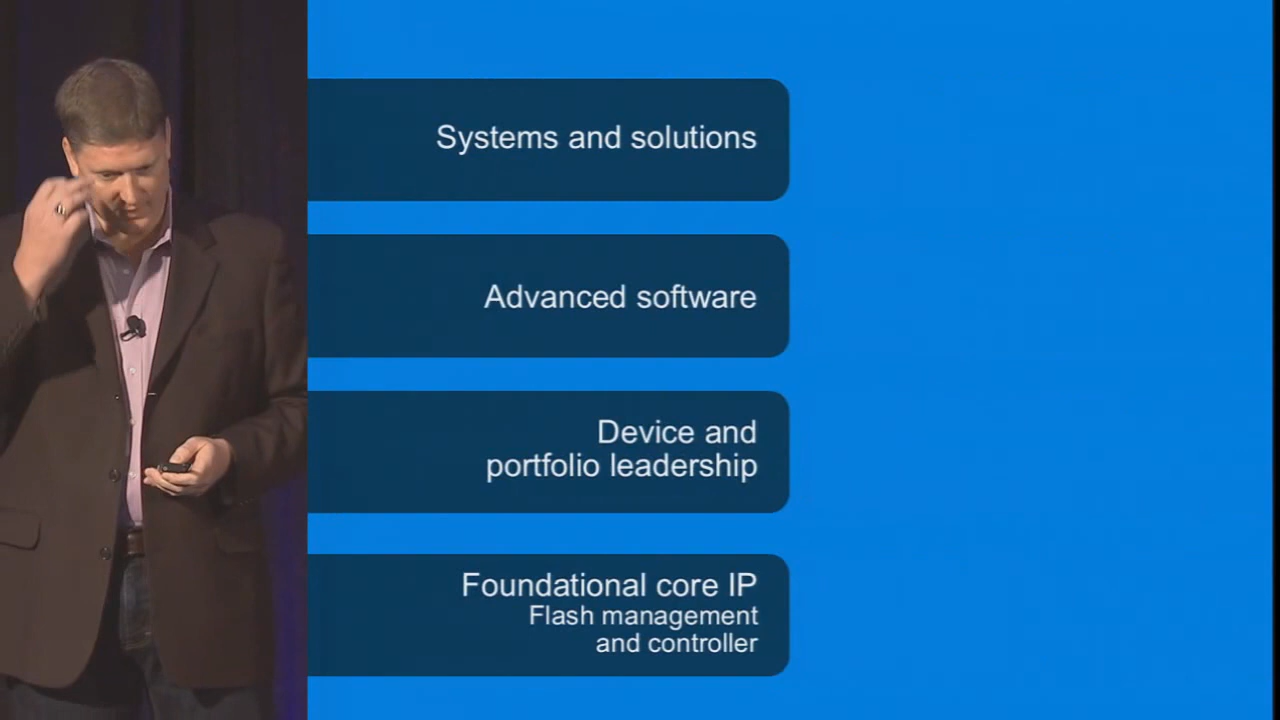 Systems and solutions
Advanced software
Device and
portfolio leadership
Foundational core IP
Flash management
and controller